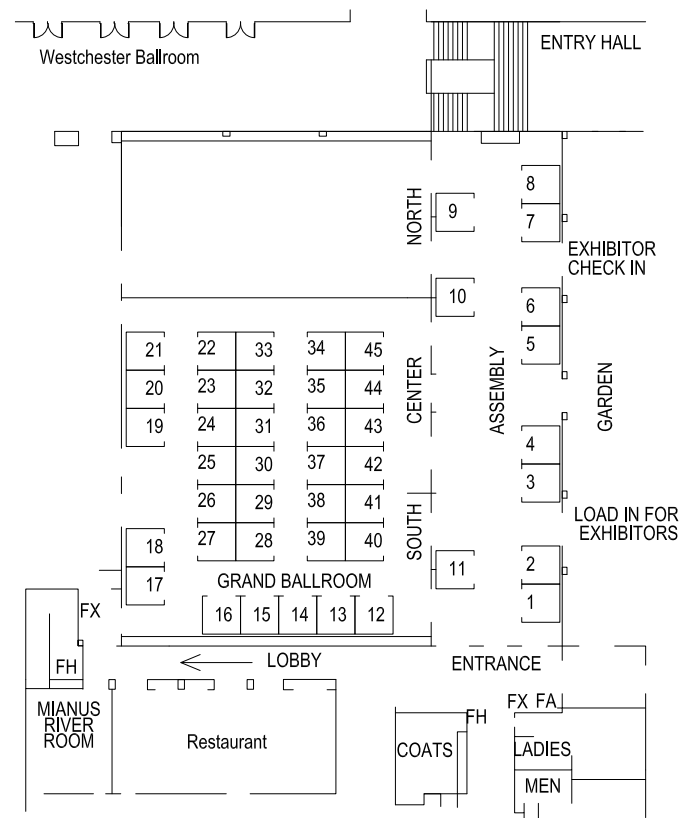 Westchester Ballroom
ENTRY HALL
8
NORTH
9
7
EXHIBITOR
CHECK IN
10
6
21 22 33 34 45
5
20 23 32 35 44
CENTER
ASSEMBLY
GARDEN
19 24 31 36 43
4
25 30 37 42
3
26 29 38 41
LOAD IN FOR
EXHIBITORS
SOUTH
18 27 28 39 40
11
2
17
GRAND BALLROOM
1
FX
16 15 14 13 12
LOBBY
ENTRANCE
FH
MIANUS
RIVER
ROOM
FX FA
FH
Restaurant
COATS
LADIES
MEN